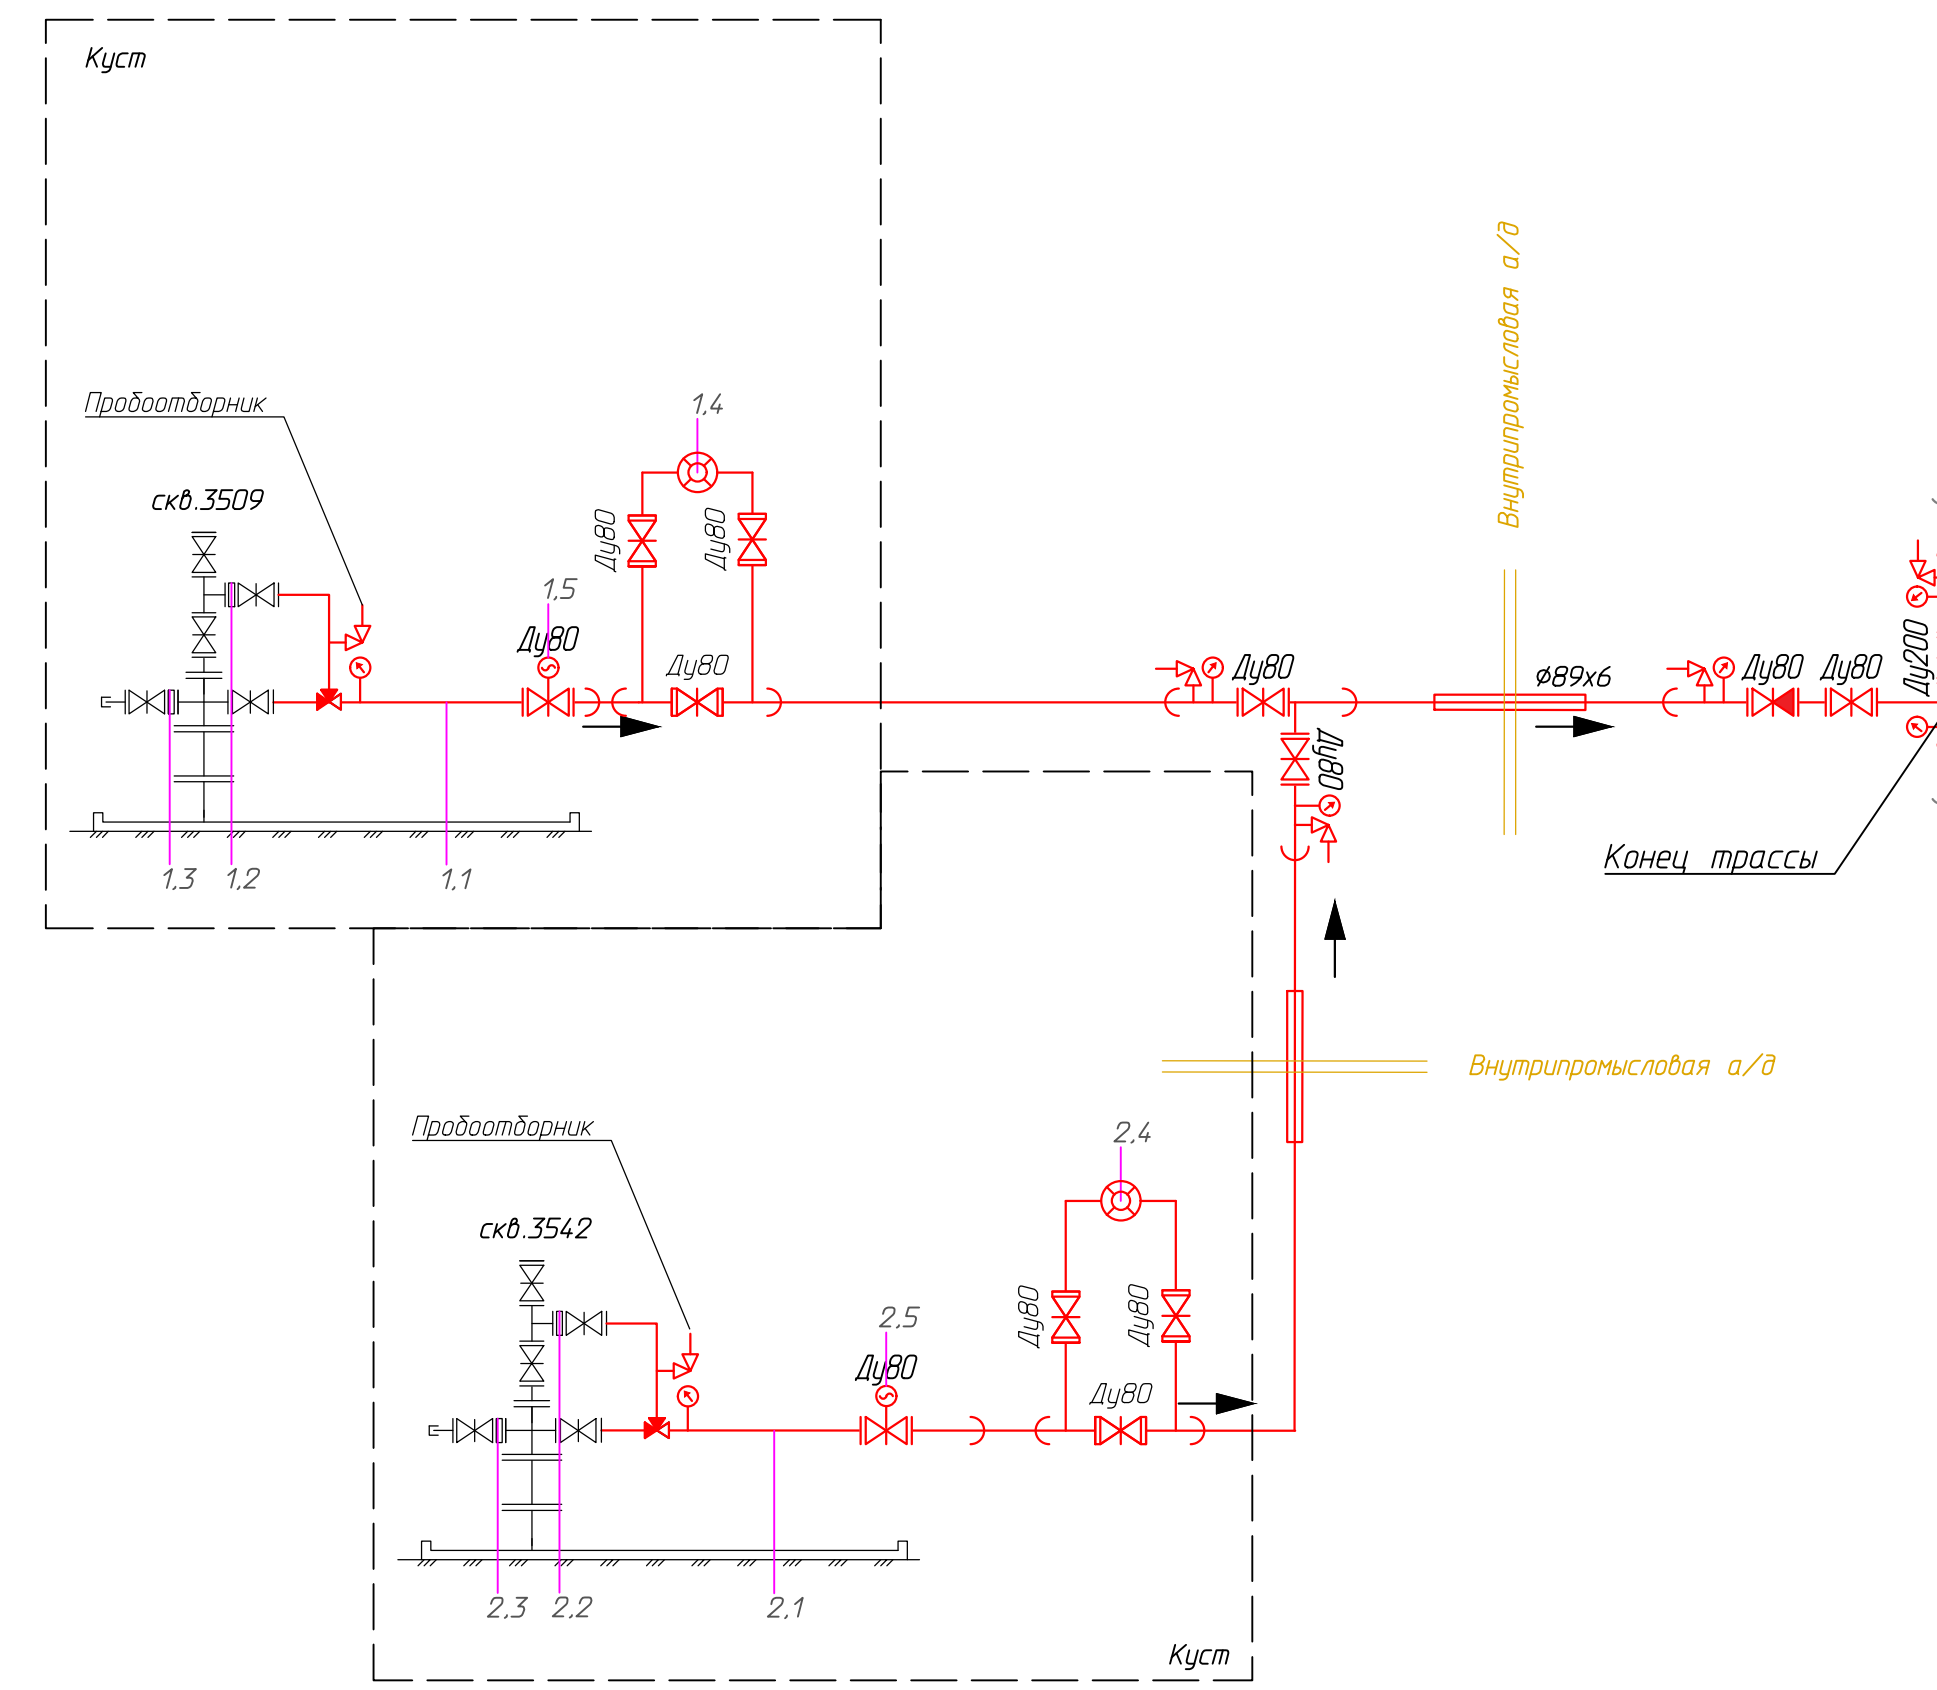 Куст
Внутрипромысловая а/д
Пробоотборник
1,4
скв.3509
Ду80
Ду80
1,5
Ду80
Ду80
Ду80
Ду80
⌀89х6
Ду80
Ду80
Ду200
Ду80
Конец трассы
1,3
1,2
1,1
Внутрипромысловая а/д
Пробоотборник
2,4
скв.3542
2,5
Ду80
Ду80
Ду80
Ду80
2,3
2,2
2,1
Куст